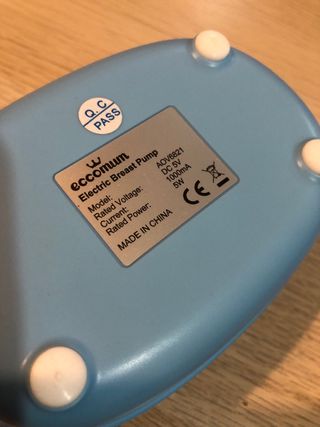 Q.C
PASS
eccomum
Electric Breast Pump
Model: AOV6821
Rated Voltage: DC 5V
Current: 1000mA
Rated Power: 5W
MADE IN CHINA
CE